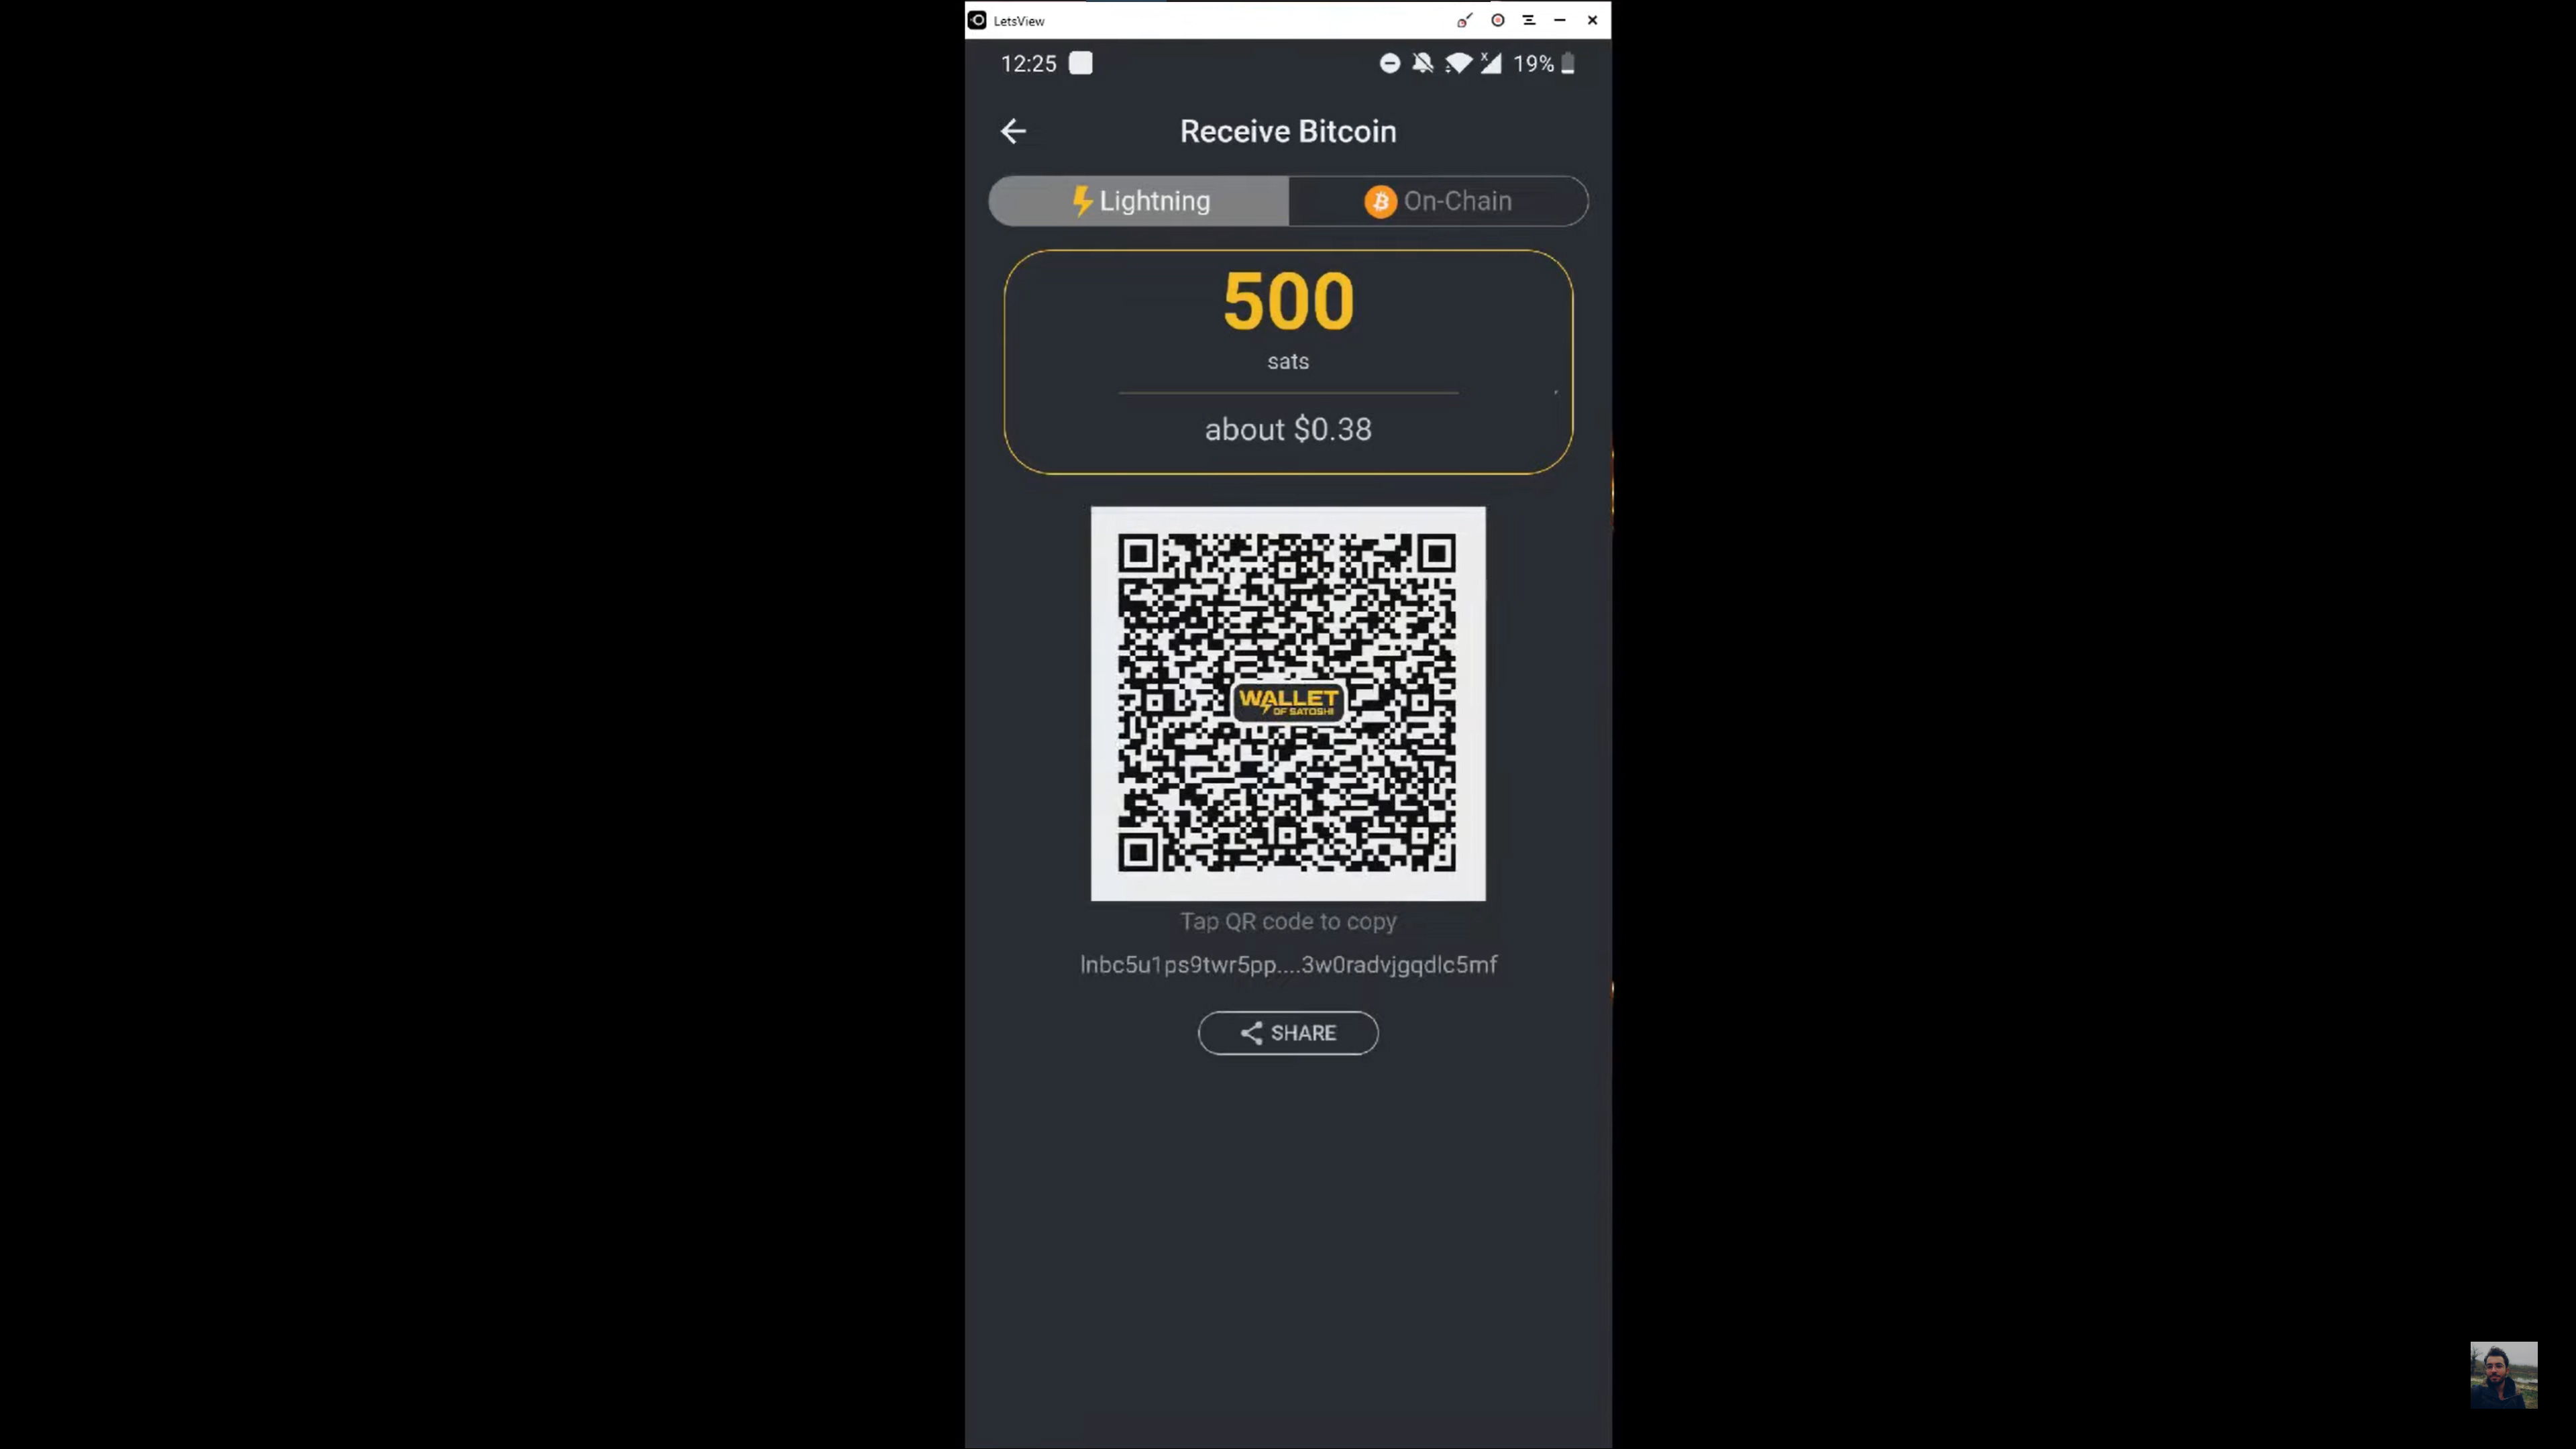 LetsView
12:25
19%
Receive Bitcoin
Lightning
On-Chain
500
sats
about $0.38
WALLET
OF SATOSHI
Tap QR code to copy
lnbc5u1ps9twr5pp....3w0radvjgqdlc5mf
SHARE